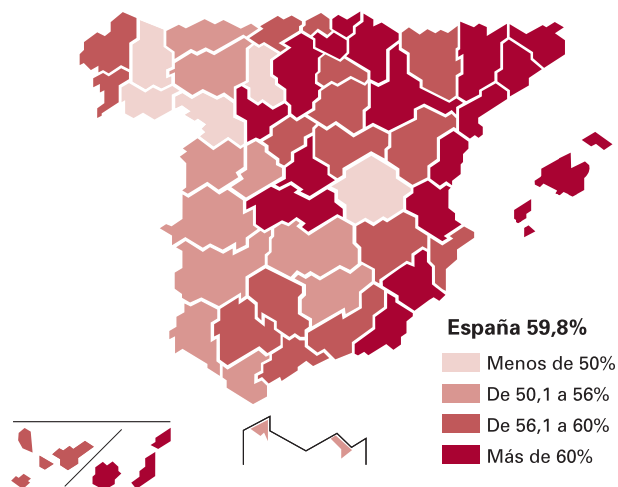 España 59,8%
Menos de 50%
De 50,1 a 56%
De 56,1 a 60%
Más de 60%